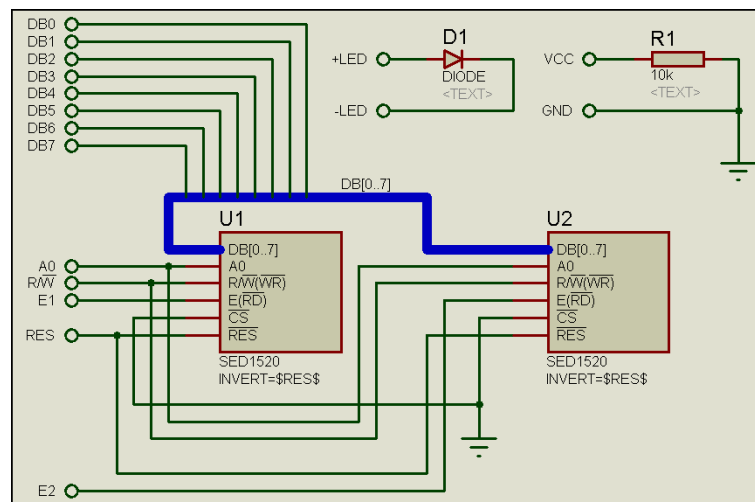 DB0
DB1
DB2
DB3
DB4
DB5
DB6
DB7
+LED
-LED
D1
DIODE
<TEXT>
VCC
GND
R1
10k
<TEXT>
DB[0..7]
A0
R/W
E1
RES
E2
U1
DB[0..7]
A0
R/W(WR)
E(RD)
CS
RES
SED1520
INVERT=$RES$
U2
DB[0..7]
A0
R/W(WR)
E(RD)
CS
RES
SED1520
INVERT=$RES$